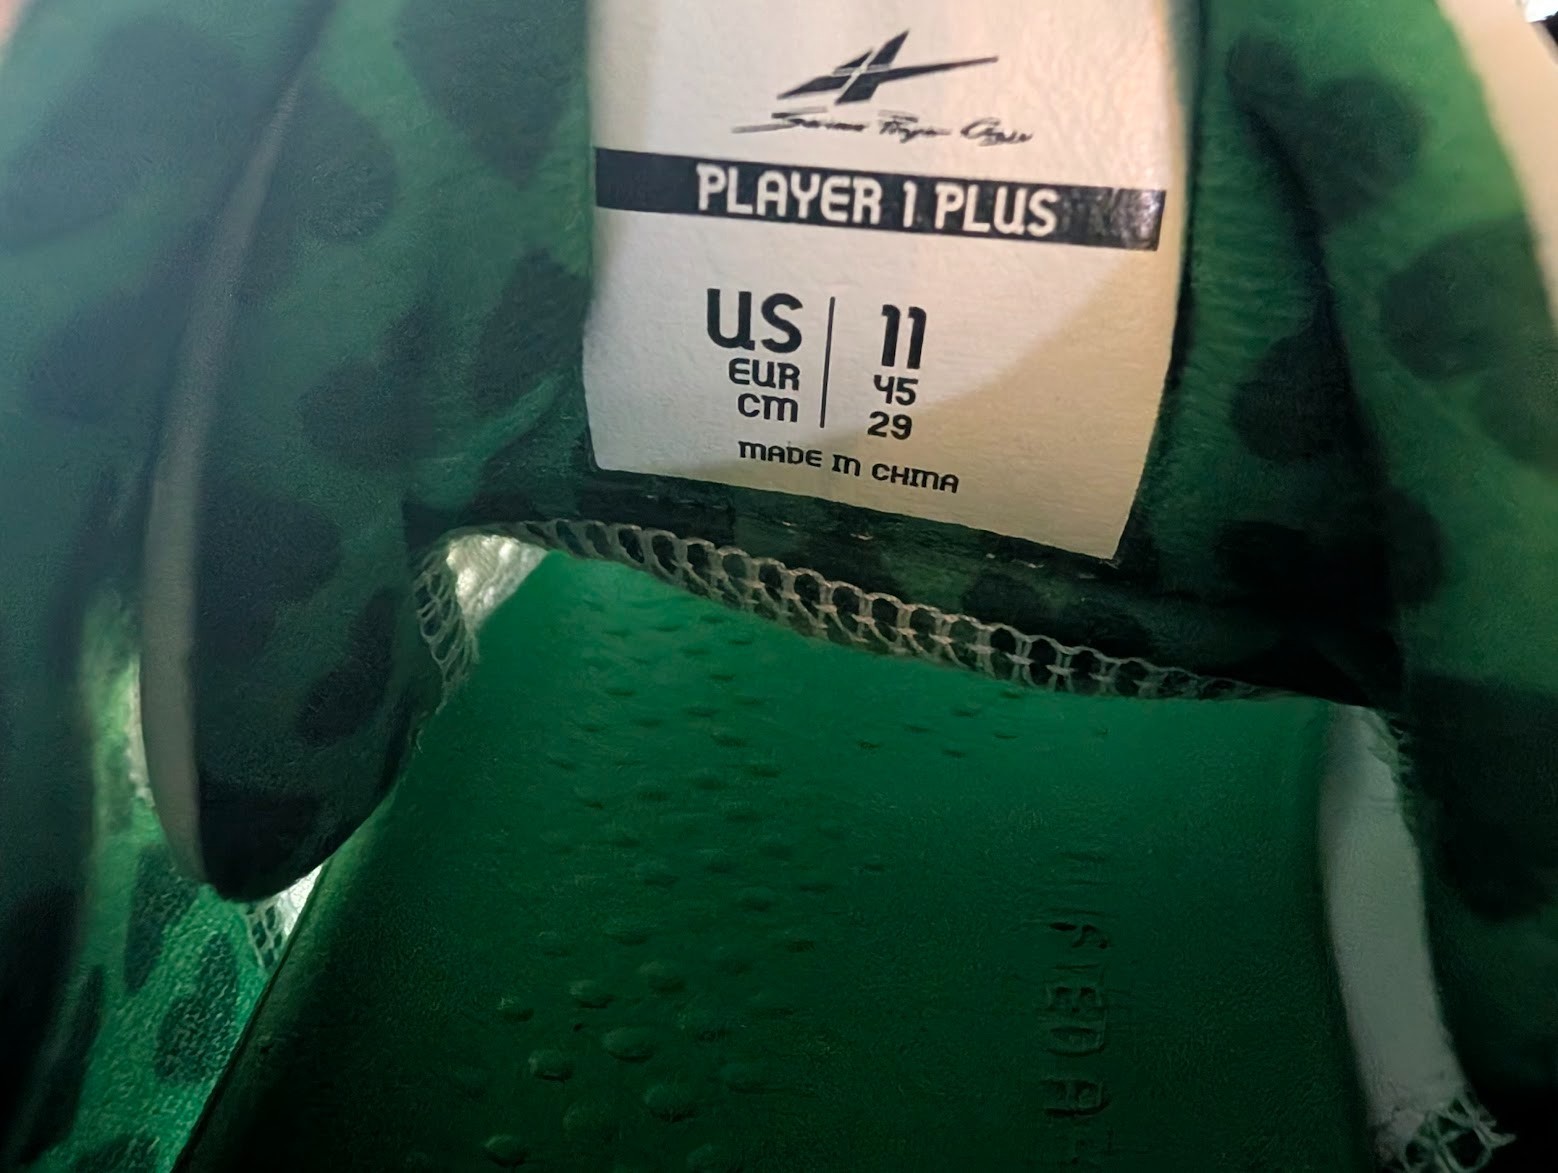 PLAYER 1 PLUS
US 11
EUR 45
CM 29
MADE IN CHINA